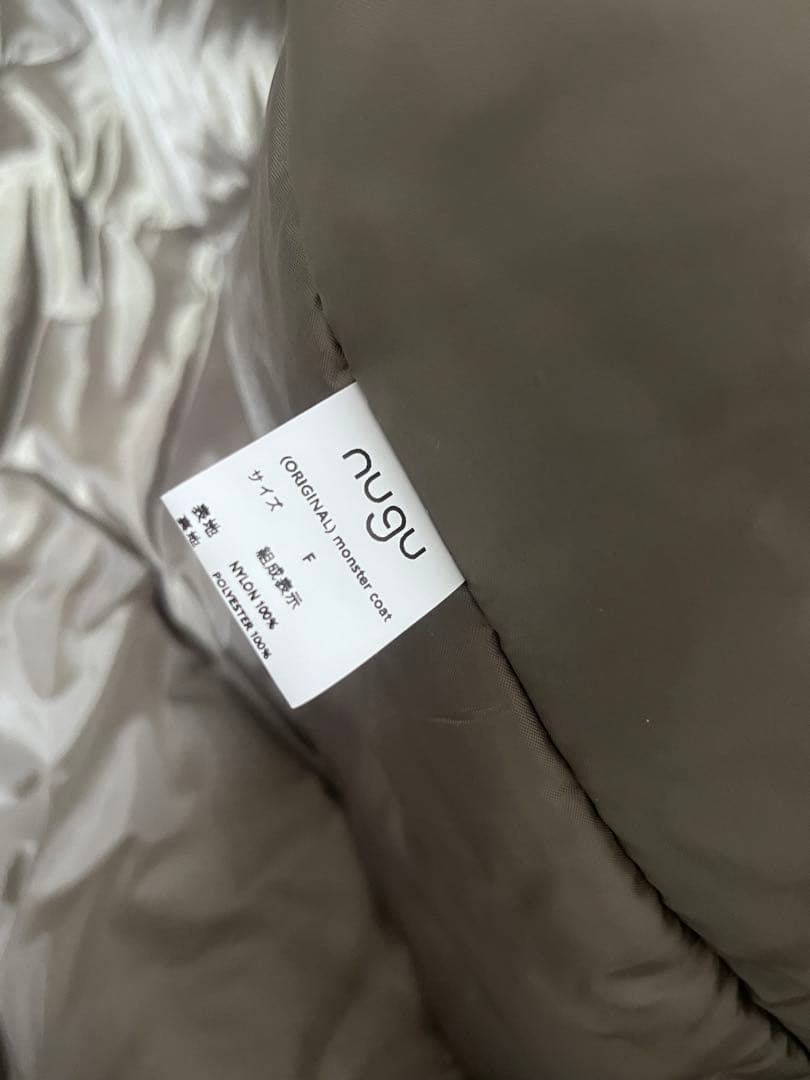 nugu
(ORIGINAL) monster coat
サイズ F
組成表示
表地 NYLON 100%
裏地 POLYESTER 100%